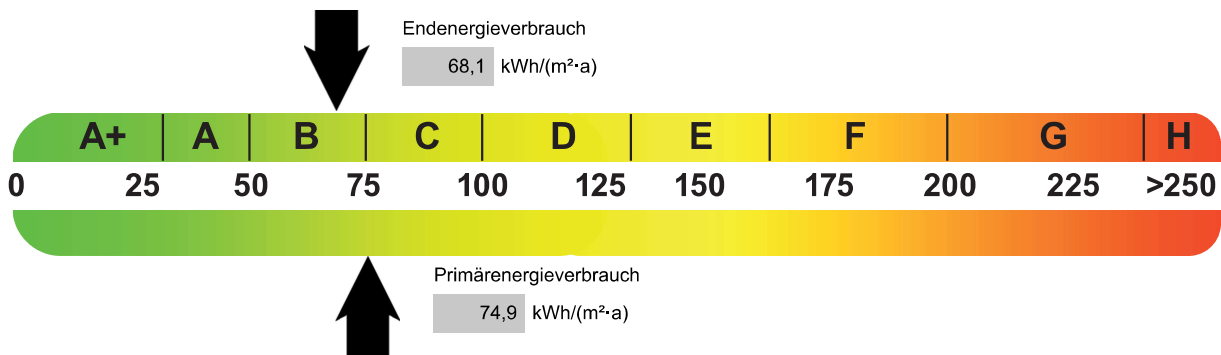 Endenergieverbrauch
68,1 kWh/(m²·a)
A+ A B C D E F G H
0 25 50 75 100 125 150 175 200 225 >250
Primärenergieverbrauch
74,9 kWh/(m²·a)